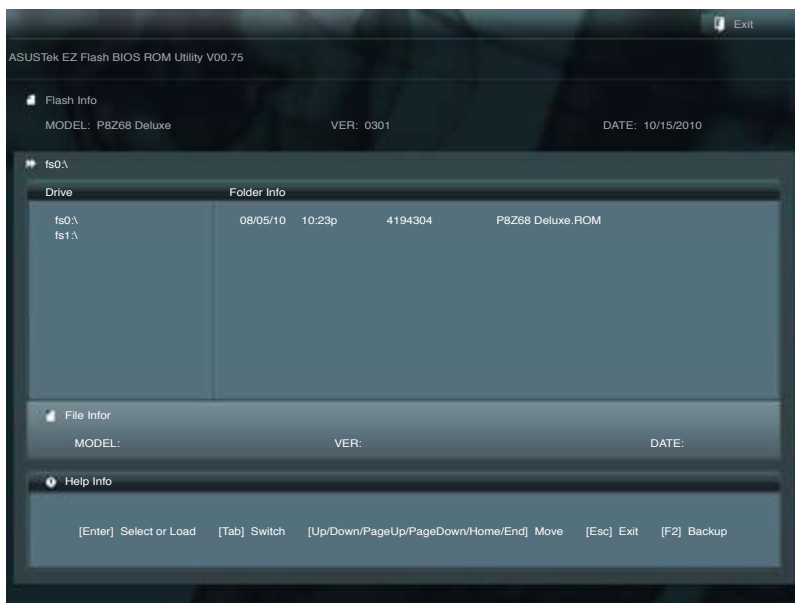 Exit
ASUSTek EZ Flash BIOS ROM Utility V00.75
Flash Info
MODEL: P8Z68 Deluxe VER: 0301 DATE: 10/15/2010
fs0:\
Drive Folder Info
fs0:\ 08/05/10 10:23p 4194304 P8Z68 Deluxe.ROM
fs1:\
File Infor
MODEL: VER: DATE:
Help Info
[Enter] Select or Load [Tab] Switch [Up/Down/PageUp/PageDown/Home/End] Move [Esc] Exit [F2] Backup